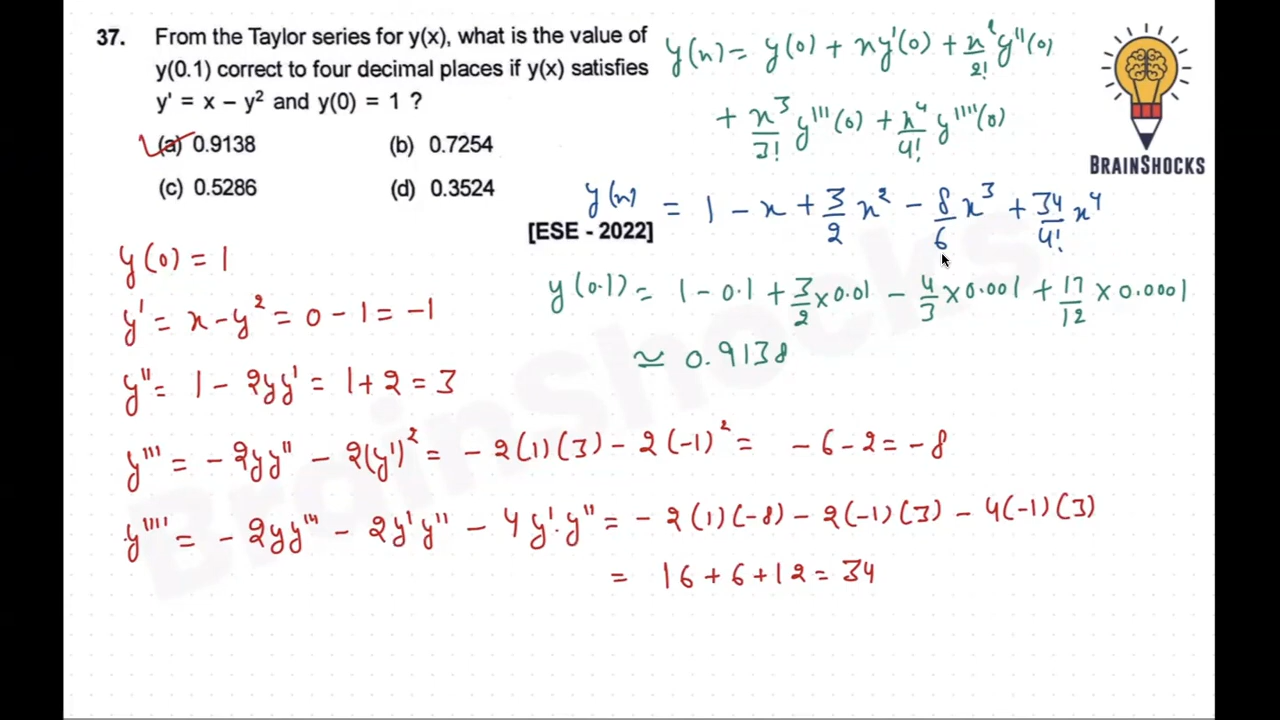 37. From the Taylor series for y(x), what is the value of
y(0.1) correct to four decimal places if y(x) satisfies
y' = x – y² and y(0) = 1 ?
(a) 0.9138 (b) 0.7254
(c) 0.5286 (d) 0.3524
[ESE - 2022]
y(x) = y(0) + xy'(0) + x²/2! y''(0)
+ x³/3! y'''(0) + x⁴/4! y''''(0)
BRAINSHOCKS
y(x) = 1 - x + 3/2 x² - 8/6 x³ + 34/4! x⁴
y(0.1) = 1 - 0.1 + 3/2 × 0.01 - 4/3 × 0.001 + 17/12 × 0.0001
≃ 0.9138
y(0) = 1
y' = x - y² = 0 - 1 = -1
y'' = 1 - 2yy' = 1 + 2 = 3
y''' = - 2yy'' - 2(y')² = - 2(1)(3) - 2(-1)² = - 6 - 2 = - 8
y'''' = - 2yy''' - 2y'y'' - 4y'.y'' = - 2(1)(-8) - 2(-1)(3) - 4(-1)(3)
= 16 + 6 + 12 = 34
BrainShocks